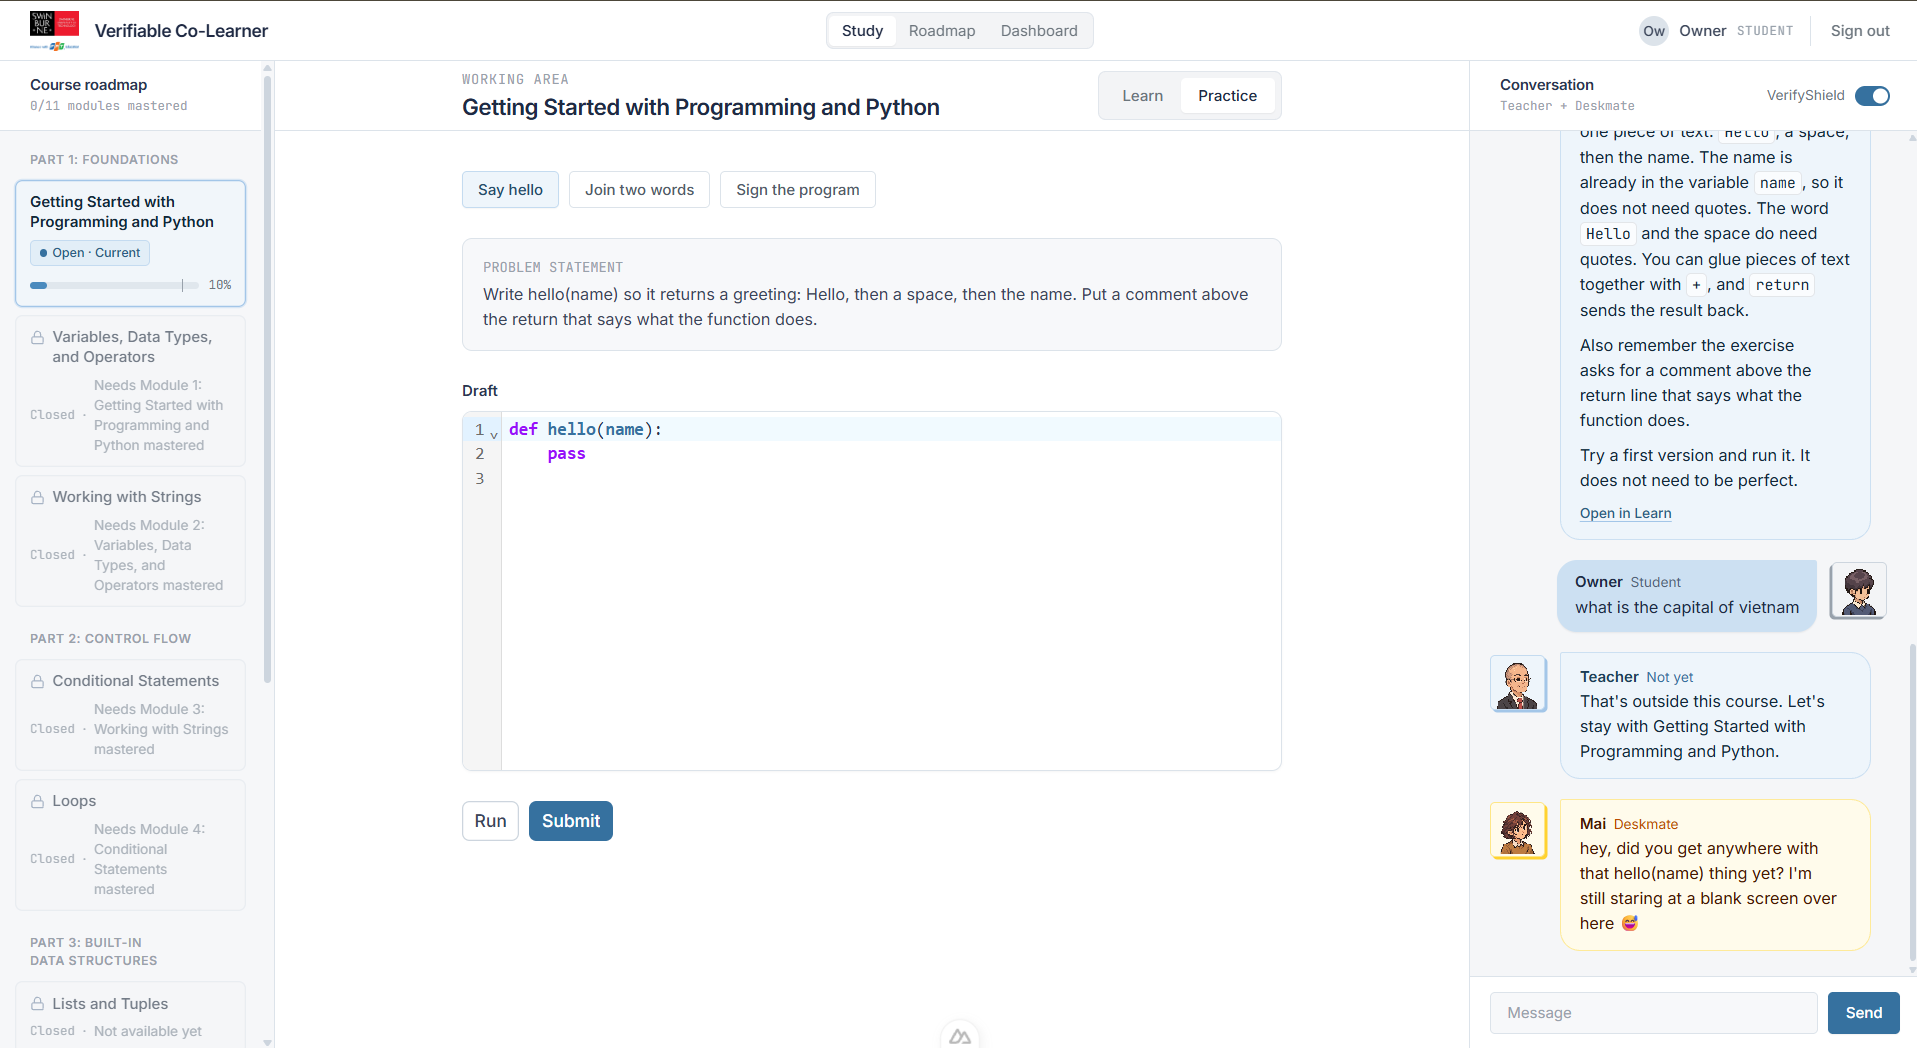 SWIN
BUR
*NE*
Verifiable Co-Learner
Study
Roadmap
Dashboard
Ow
Owner
STUDENT
Sign out
Course roadmap
0/11 modules mastered
PART 1: FOUNDATIONS
Getting Started with
Programming and Python
Open · Current
10%
Variables, Data Types,
and Operators
Closed ·
Needs Module 1:
Getting Started with
Programming and
Python mastered
Working with Strings
Closed ·
Needs Module 2:
Variables, Data
Types, and
Operators mastered
PART 2: CONTROL FLOW
Conditional Statements
Closed ·
Needs Module 3:
Working with Strings
mastered
Loops
Closed ·
Needs Module 4:
Conditional
Statements
mastered
PART 3: BUILT-IN
DATA STRUCTURES
Lists and Tuples
Closed · Not available yet
WORKING AREA
Getting Started with Programming and Python
Learn
Practice
Say hello
Join two words
Sign the program
PROBLEM STATEMENT
Write hello(name) so it returns a greeting: Hello, then a space, then the name. Put a comment above
the return that says what the function does.
Draft
1 def hello(name):
2 pass
3
Run
Submit
Conversation
Teacher + Deskmate
VerifyShield
one piece of text: Hello, a space,
then the name. The name is
already in the variable name, so it
does not need quotes. The word
Hello and the space do need
quotes. You can glue pieces of text
together with +, and return
sends the result back.
Also remember the exercise
asks for a comment above the
return line that says what the
function does.
Try a first version and run it. It
does not need to be perfect.
Open in Learn
Owner Student
what is the capital of vietnam
Teacher Not yet
That's outside this course. Let's
stay with Getting Started with
Programming and Python.
Mai Deskmate
hey, did you get anywhere with
that hello(name) thing yet? I'm
still staring at a blank screen over
here 😅
Message
Send